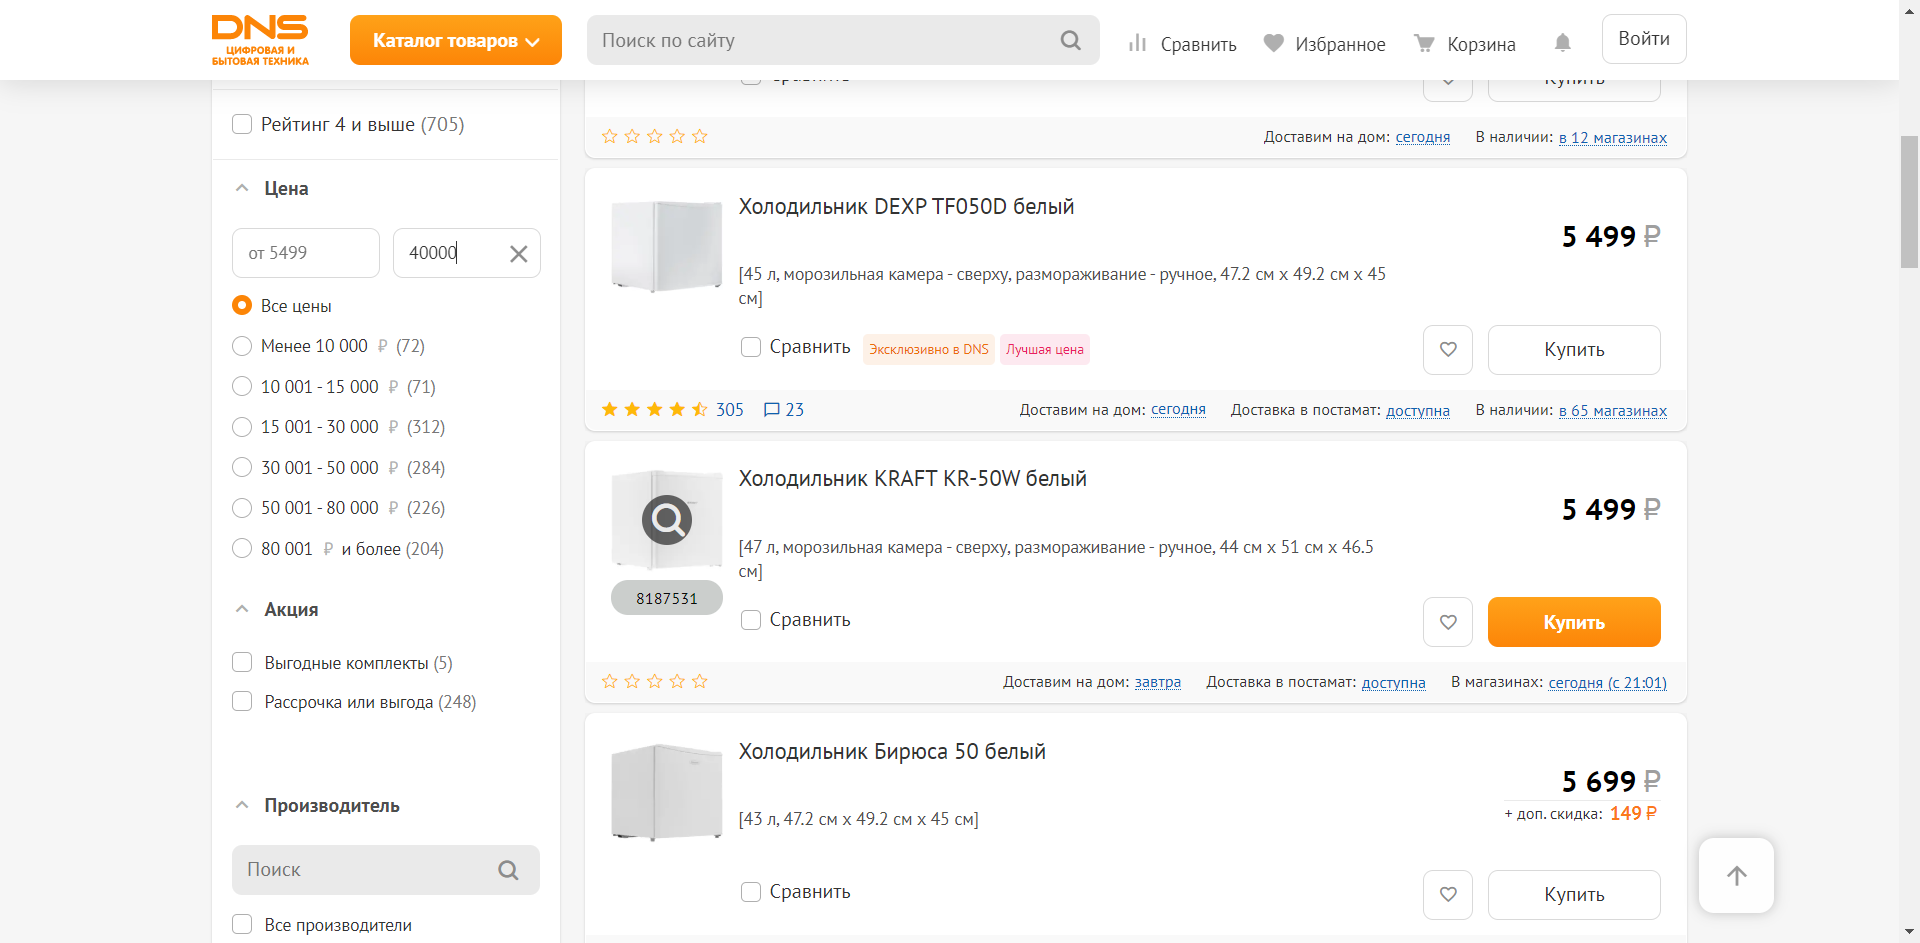 DNS
ЦИФРОВАЯ И
БЫТОВАЯ ТЕХНИКА
Каталог товаров
Поиск по сайту
Сравнить
Избранное
Корзина
Войти
Рейтинг 4 и выше (705)
Цена
от 5499
40000
Все цены
Менее 10 000 ₽ (72)
10 001 - 15 000 ₽ (71)
15 001 - 30 000 ₽ (312)
30 001 - 50 000 ₽ (284)
50 001 - 80 000 ₽ (226)
80 001 ₽ и более (204)
Акция
Выгодные комплекты (5)
Рассрочка или выгода (248)
Производитель
Поиск
Все производители
Сравнить
Купить
Доставим на дом: сегодня
В наличии: в 12 магазинах
Холодильник DEXP TF050D белый
5 499 ₽
[45 л, морозильная камера - сверху, размораживание - ручное, 47.2 см x 49.2 см x 45
см]
Сравнить
Эксклюзивно в DNS
Лучшая цена
Купить
305
23
Доставим на дом: сегодня
Доставка в постамат: доступна
В наличии: в 65 магазинах
Холодильник KRAFT KR-50W белый
5 499 ₽
[47 л, морозильная камера - сверху, размораживание - ручное, 44 см x 51 см x 46.5
см]
8187531
Сравнить
Купить
Доставим на дом: завтра
Доставка в постамат: доступна
В магазинах: сегодня (с 21:01)
Холодильник Бирюса 50 белый
5 699 ₽
+ доп. скидка: 149 ₽
[43 л, 47.2 см x 49.2 см x 45 см]
Сравнить
Купить